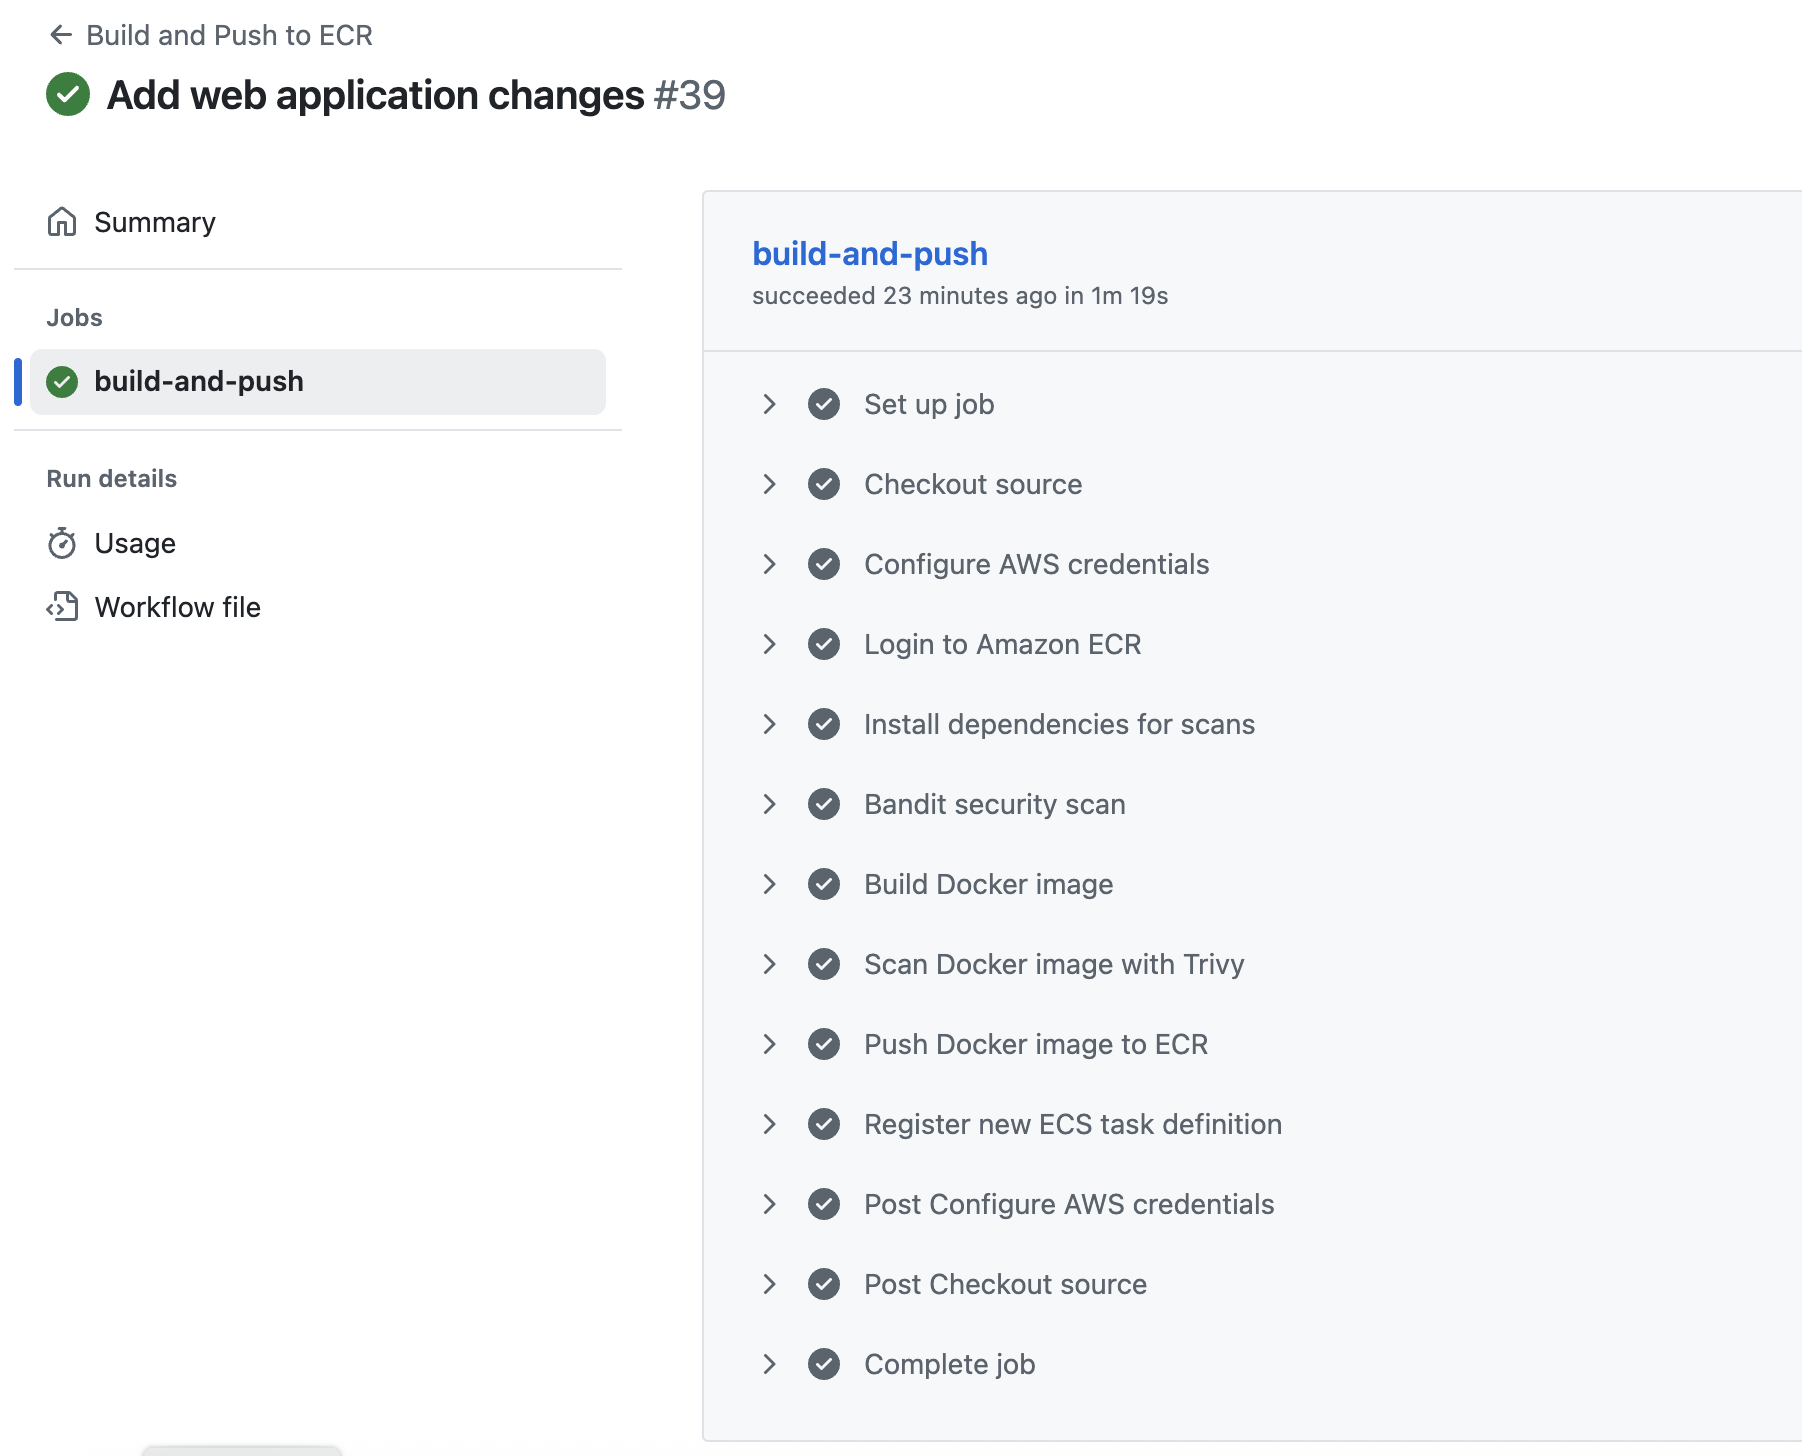 Build and Push to ECR
Add web application changes #39
Summary
Jobs
build-and-push
Run details
Usage
Workflow file
build-and-push
succeeded 23 minutes ago in 1m 19s
Set up job
Checkout source
Configure AWS credentials
Login to Amazon ECR
Install dependencies for scans
Bandit security scan
Build Docker image
Scan Docker image with Trivy
Push Docker image to ECR
Register new ECS task definition
Post Configure AWS credentials
Post Checkout source
Complete job